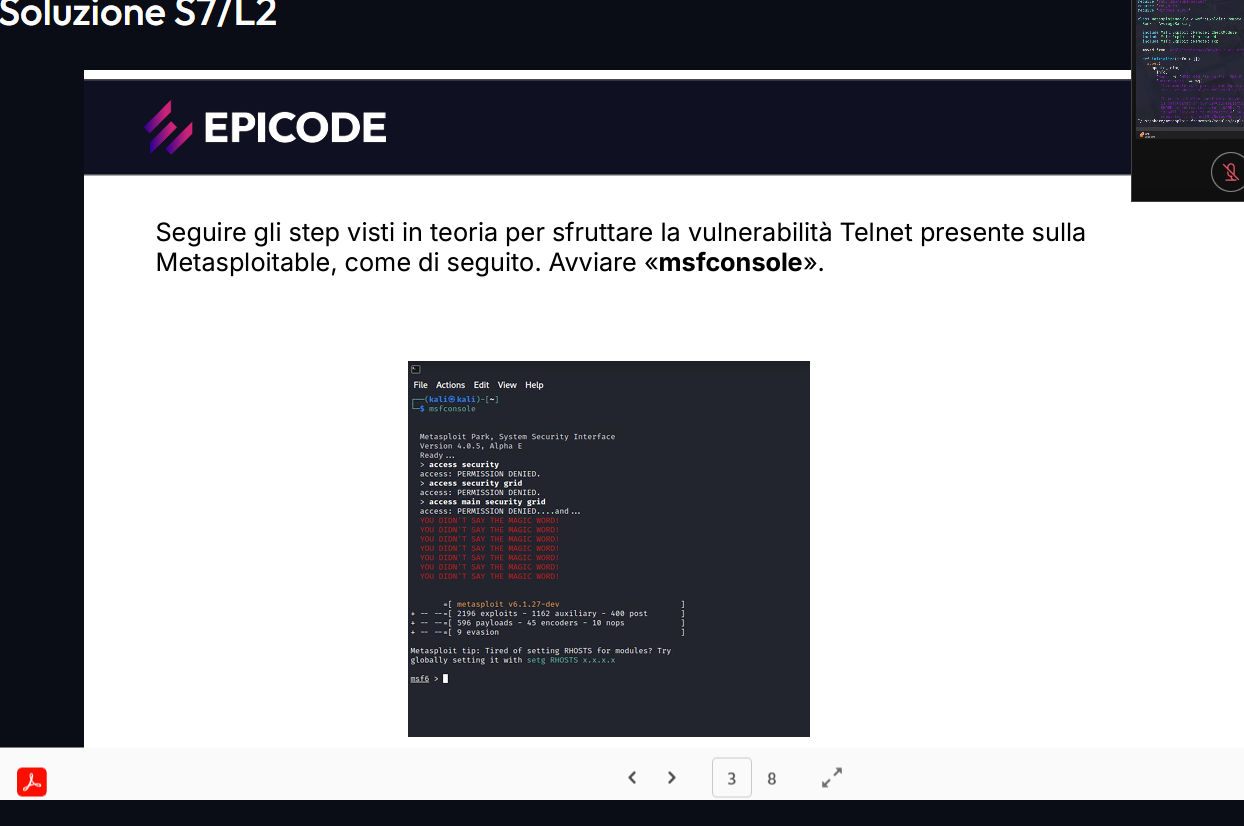 Soluzione S7/L2
EPICODE
Seguire gli step visti in teoria per sfruttare la vulnerabilità Telnet presente sulla
Metasploitable, come di seguito. Avviare «msfconsole».
File Actions Edit View Help
┌──(kali㉿kali)-[~]
└─$ msfconsole
Metasploit Park, System Security Interface
Version 4.0.5, Alpha E
Ready...
> access security
access: PERMISSION DENIED.
> access security grid
access: PERMISSION DENIED.
> access main security grid
access: PERMISSION DENIED....and...
YOU DIDN'T SAY THE MAGIC WORD!
YOU DIDN'T SAY THE MAGIC WORD!
YOU DIDN'T SAY THE MAGIC WORD!
YOU DIDN'T SAY THE MAGIC WORD!
YOU DIDN'T SAY THE MAGIC WORD!
YOU DIDN'T SAY THE MAGIC WORD!
YOU DIDN'T SAY THE MAGIC WORD!
=[ metasploit v6.1.27-dev ]
+ -- --=[ 2196 exploits - 1162 auxiliary - 400 post ]
+ -- --=[ 596 payloads - 45 encoders - 10 nops ]
+ -- --=[ 9 evasion ]
Metasploit tip: Tired of setting RHOSTS for modules? Try
globally setting it with setg RHOSTS x.x.x.x
msf6 >
3 8